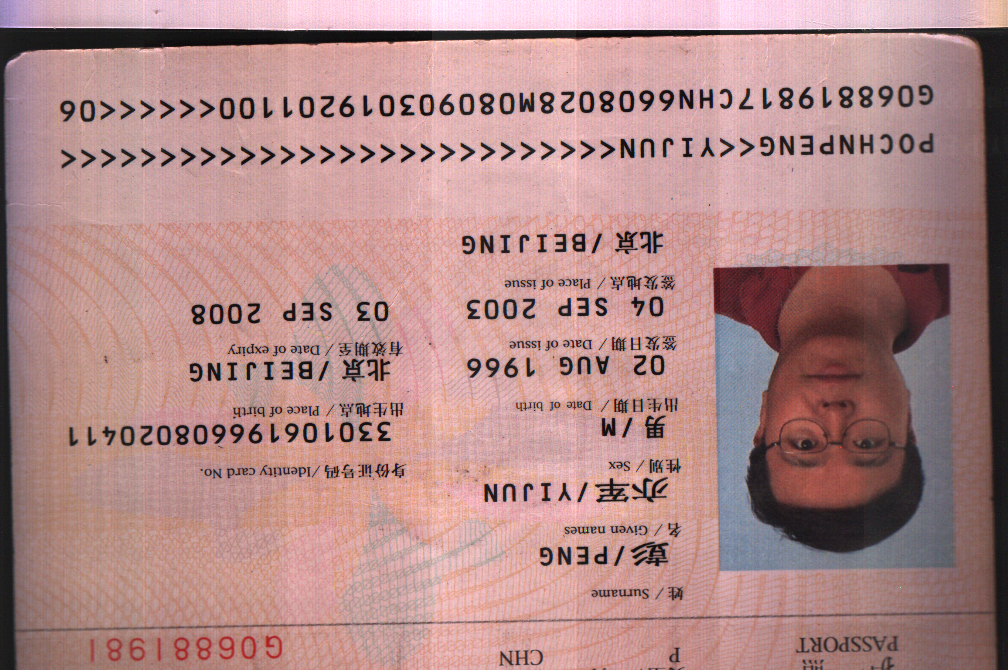 护照
PASSPORT
P
CHN
G06881981
姓 / Surname
彭/PENG
名 / Given names
亦军/YIJUN
性别 / Sex
男/M
身份证号码 /Identity card No.
330106196608020411
出生日期 / Date of birth
02 AUG 1966
出生地点 / Place of birth
北京/BEIJING
签发日期 / Date of issue
04 SEP 2003
有效期至 / Date of expiry
03 SEP 2008
签发地点 / Place of issue
北京/BEIJING
POCHNPENG<<YIJUN<<<<<<<<<<<<<<<<<<<<<<<<<<<<